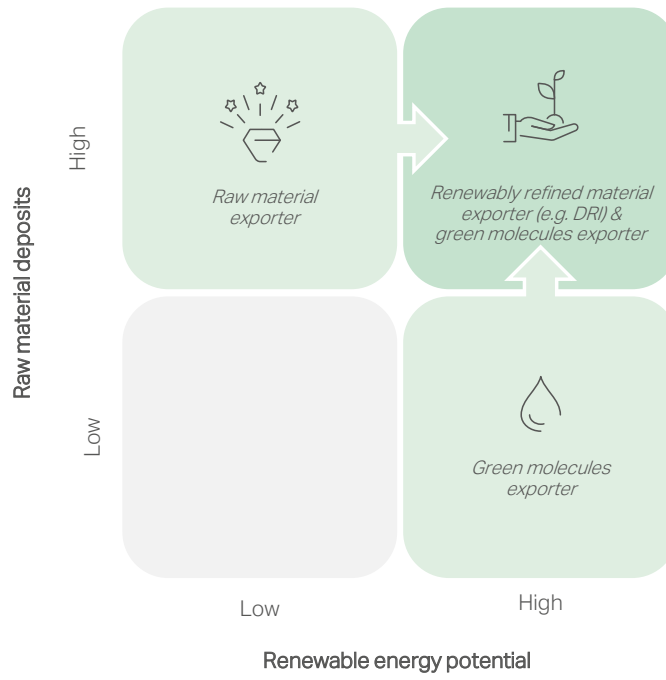 Raw material deposits
High
Low
Raw material
exporter
Renewably refined material
exporter (e.g. DRI) &
green molecules exporter
Green molecules
exporter
Low
High
Renewable energy potential